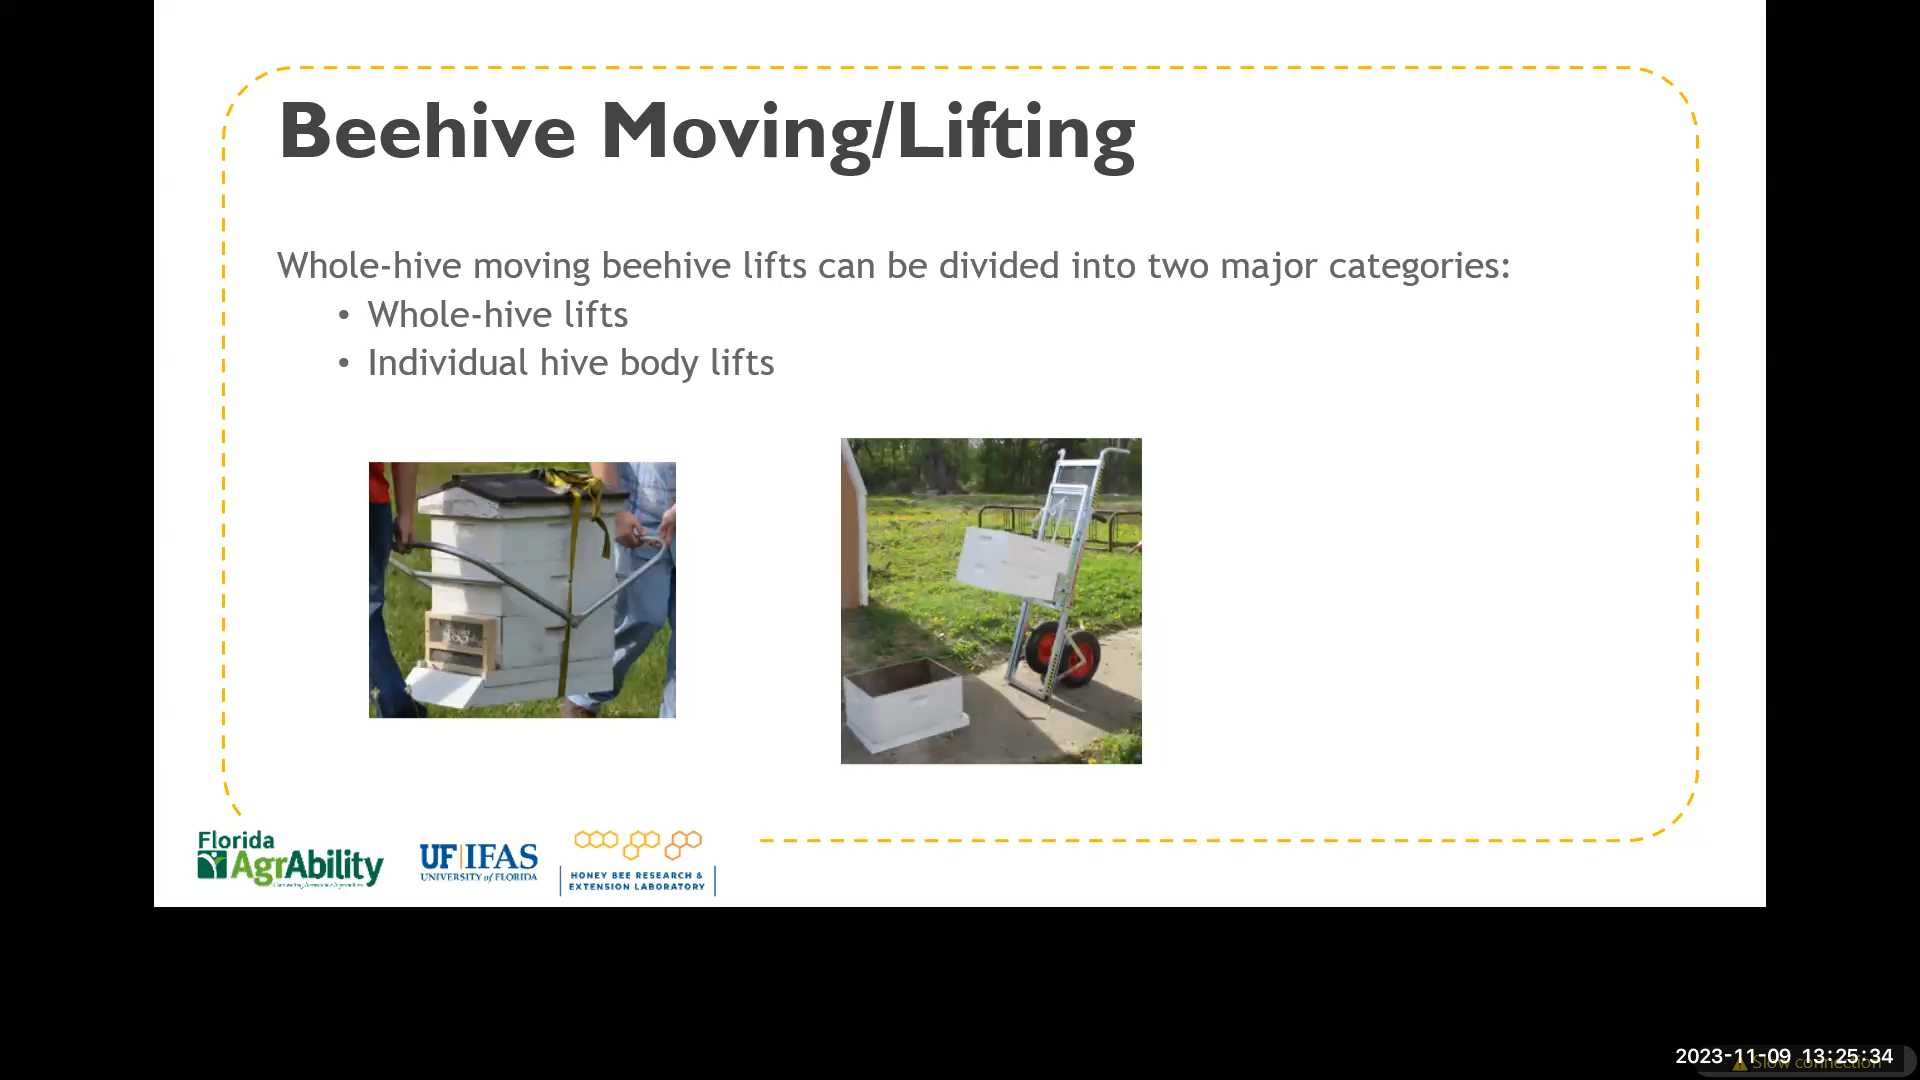 Beehive Moving/Lifting
Whole-hive moving beehive lifts can be divided into two major categories:
• Whole-hive lifts
• Individual hive body lifts
Florida
AgrAbility
UF|IFAS
UNIVERSITY of FLORIDA
HONEY BEE RESEARCH &
EXTENSION LABORATORY
2023-11-09 13:25:34
Slow connection